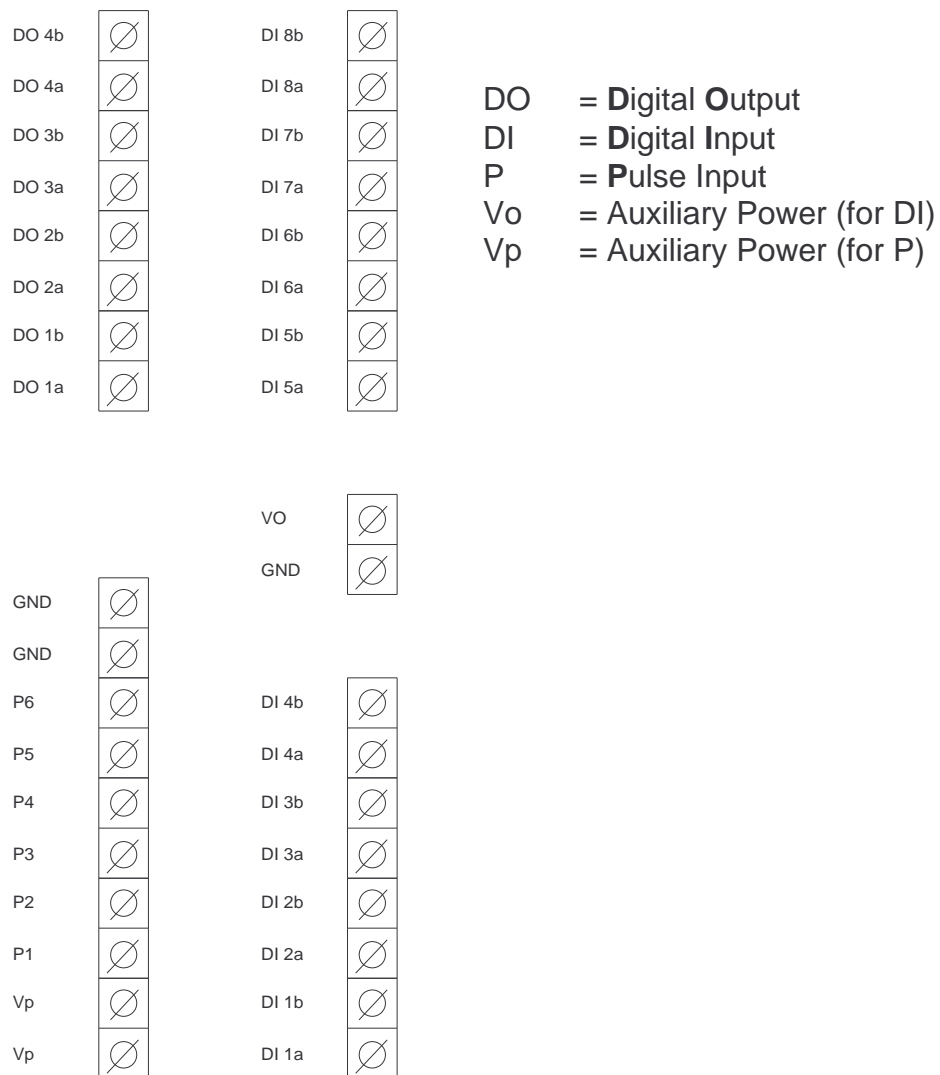 DO 4b
DO 4a
DO 3b
DO 3a
DO 2b
DO 2a
DO 1b
DO 1a
DI 8b
DI 8a
DI 7b
DI 7a
DI 6b
DI 6a
DI 5b
DI 5a
DO = Digital Output
DI = Digital Input
P = Pulse Input
Vo = Auxiliary Power (for DI)
Vp = Auxiliary Power (for P)
VO
GND
GND
GND
P6
P5
P4
P3
P2
P1
Vp
Vp
DI 4b
DI 4a
DI 3b
DI 3a
DI 2b
DI 2a
DI 1b
DI 1a